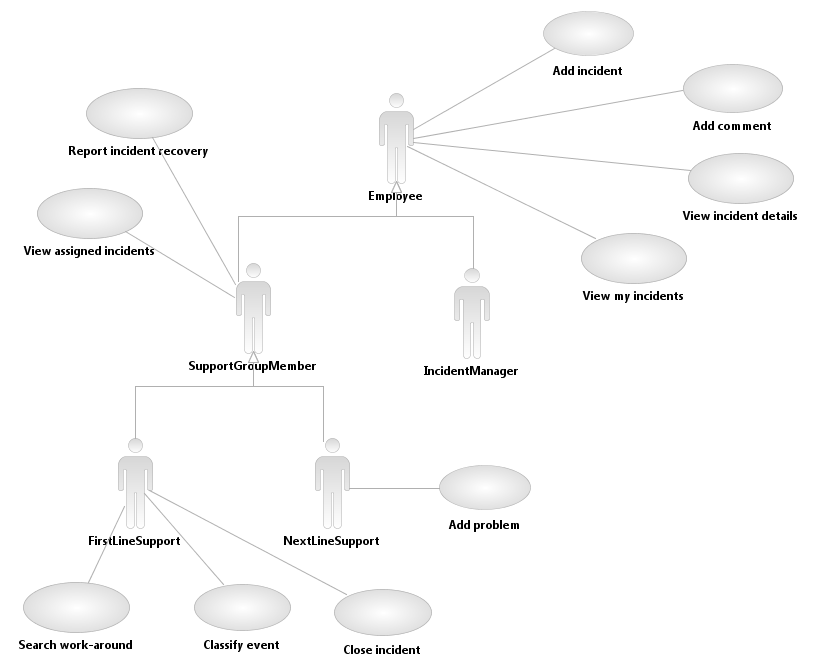 Add incident
Add comment
Report incident recovery
Employee
View incident details
View assigned incidents
View my incidents
SupportGroupMember
IncidentManager
Add problem
FirstLineSupport
NextLineSupport
Search work-around
Classify event
Close incident